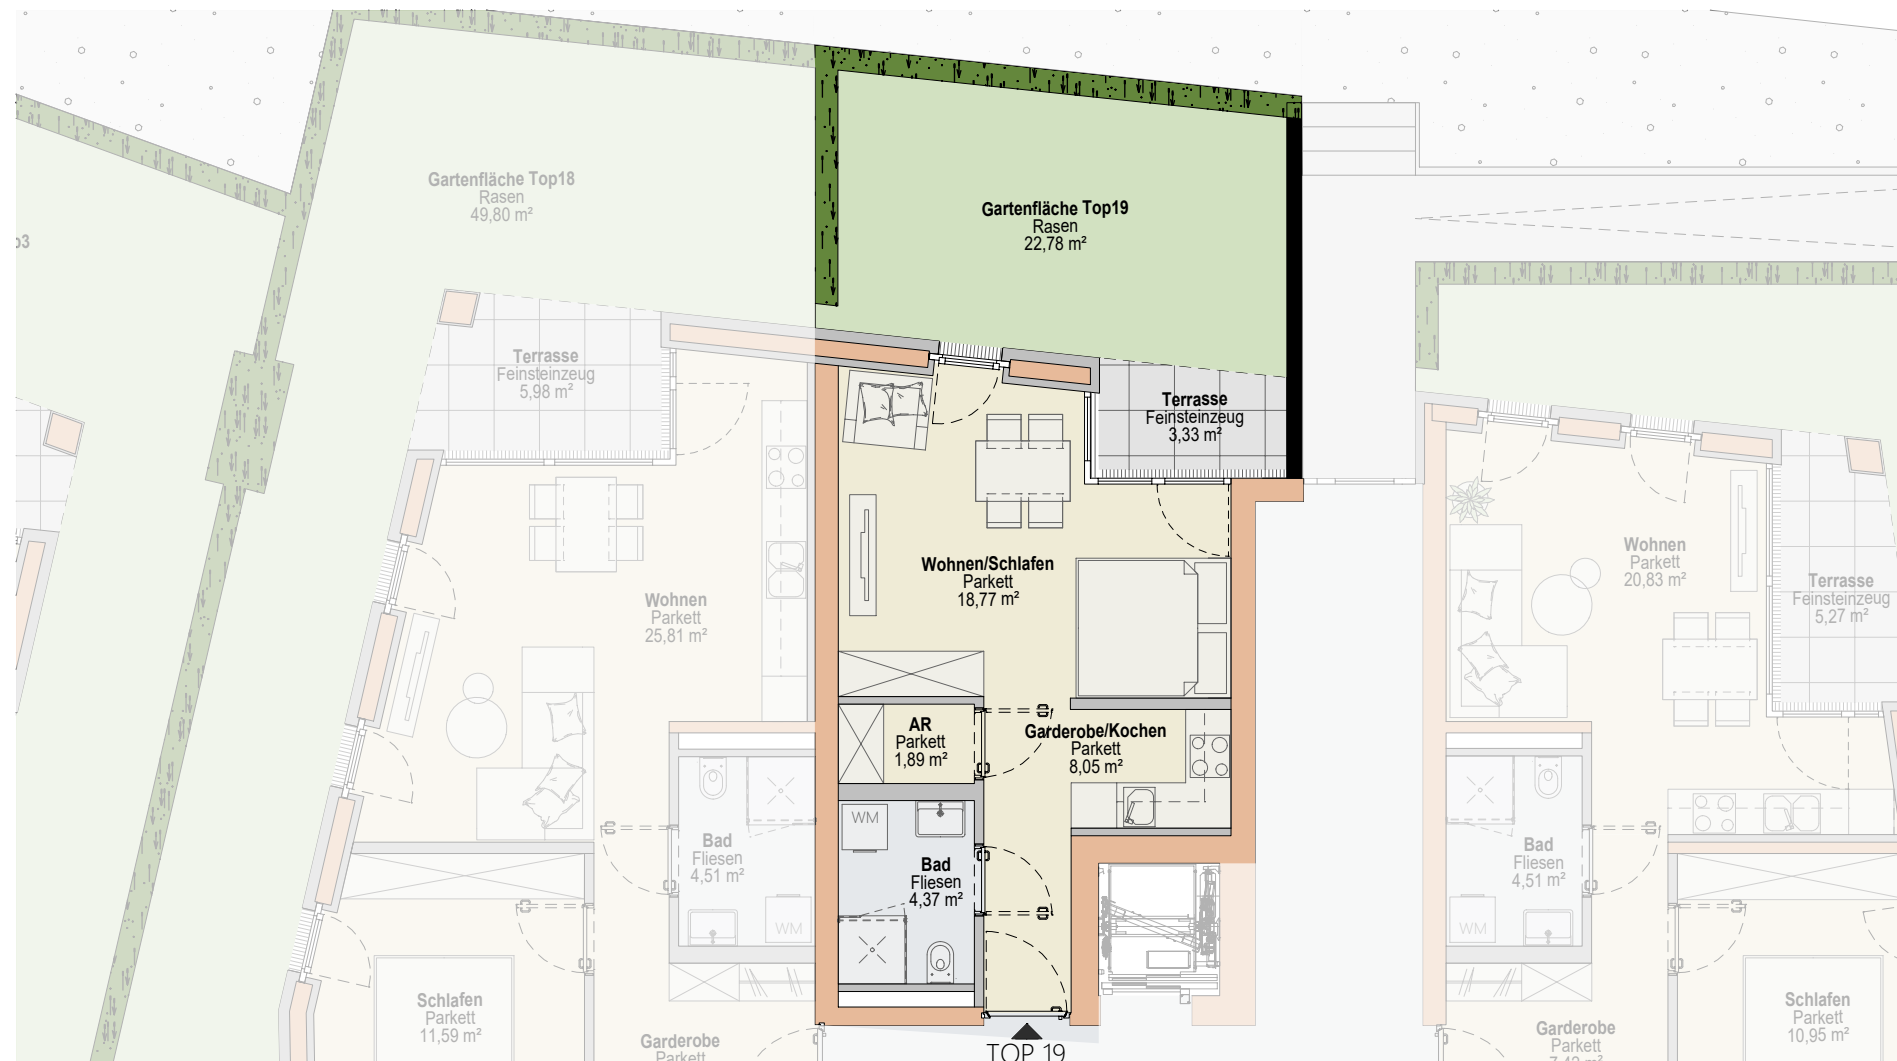 Gartenfläche Top18
Rasen
49,80 m²
Gartenfläche Top19
Rasen
22,78 m²
p3
Terrasse
Feinsteinzeug
5,98 m²
Terrasse
Feinsteinzeug
3,33 m²
Wohnen/Schlafen
Parkett
18,77 m²
Wohnen
Parkett
25,81 m²
Wohnen
Parkett
20,83 m²
Terrasse
Feinsteinzeug
5,27 m²
AR
Parkett
1,89 m²
Garderobe/Kochen
Parkett
8,05 m²
WM
Bad
Fliesen
4,51 m²
Bad
Fliesen
4,37 m²
Bad
Fliesen
4,51 m²
WM
WM
Schlafen
Parkett
11,59 m²
Garderobe
Parkett
TOP 19
Schlafen
Parkett
10,95 m²
Garderobe
Parkett